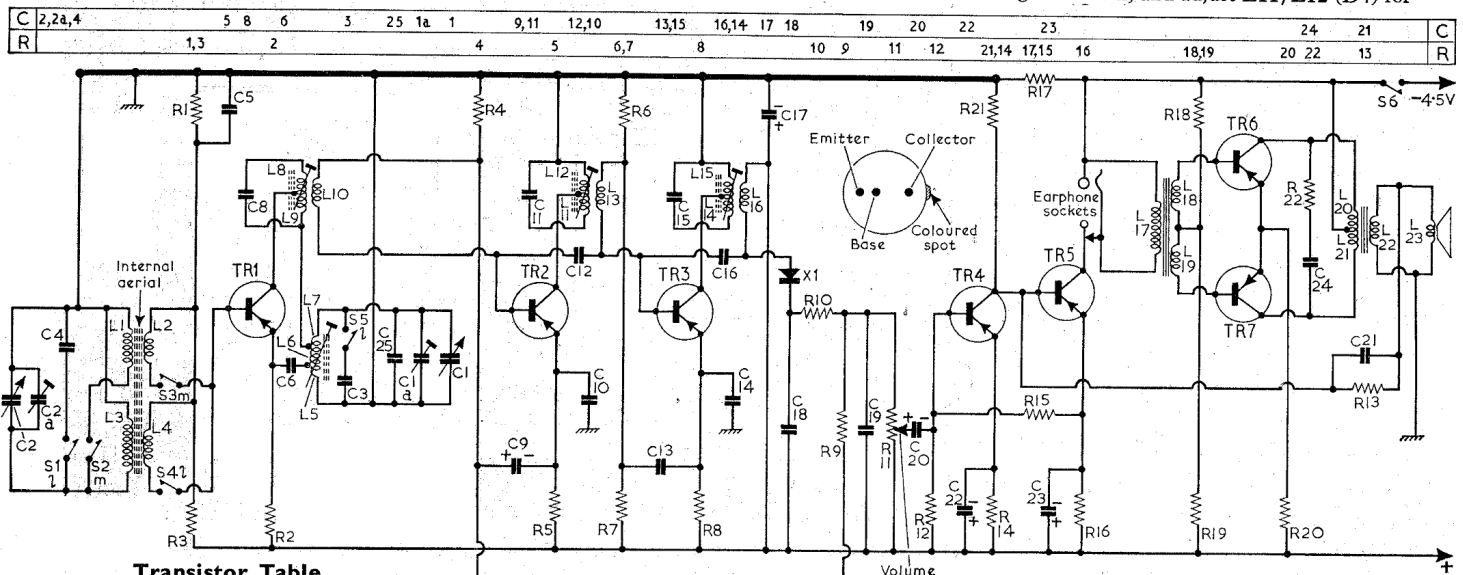 C 2,2a,4 5 8 6 3 25 1a 1 9,11 12,10 13,15 16,14 17 18 19 20 22 23 24 21 C
R 1,3 2 4 5 6,7 8 10 9 11 12 21,14 17,15 16 18,19 20 22 13 R
R1 C5 R4 R6 C17 R21 R17 R18 S6 -4·5V
Emitter Collector
TR6
L8 C8 L9 L10
L12 C11 L11 L13
L15 C15 L14 L16
Base Coloured spot
Earphone sockets
L17 L18 L19
R22 L20 L21 L22 L23
Internal aerial
TR1 TR2 C12 TR3 C16 X1 R10 TR4 TR5 TR7 C24
C4 L1 L2 L7 L6 C6 L5 S5l C3 C25 C1a C1
C2 C2a L3 L4 S3m S1l S2m S4l
C10 C14 C18 C19 R15 C21 R13
C9 C13 R9 R11 C20
R3 R2 R5 R7 R8 R12 C22 R14 C23 R16 R19 R20
+
Transistor Table
Volume